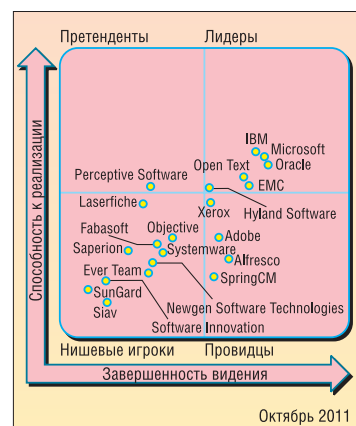 Претенденты
Лидеры
Способность к реализации
IBM
Microsoft
Oracle
Open Text
EMC
Perceptive Software
Laserfiche
Xerox
Hyland Software
Fabasoft
Objective
Adobe
Saperion
Systemware
Alfresco
Ever Team
SpringCM
SunGard
Newgen Software Technologies
Siav
Software Innovation
Нишевые игроки
Провидцы
Завершенность видения
Октябрь 2011